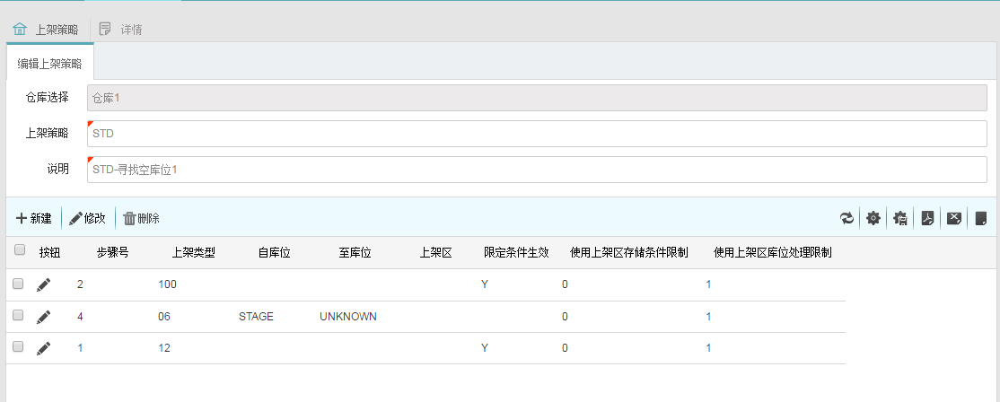 上架策略 详情
编辑上架策略
仓库选择 仓库1
上架策略 STD
说明 STD-寻找空库位1
新建 修改 删除
按钮 步骤号 上架类型 自库位 至库位 上架区 限定条件生效 使用上架区存储条件限制 使用上架区库位处理限制
2 100 Y 0 1
4 06 STAGE UNKNOWN 0 1
1 12 Y 0 1